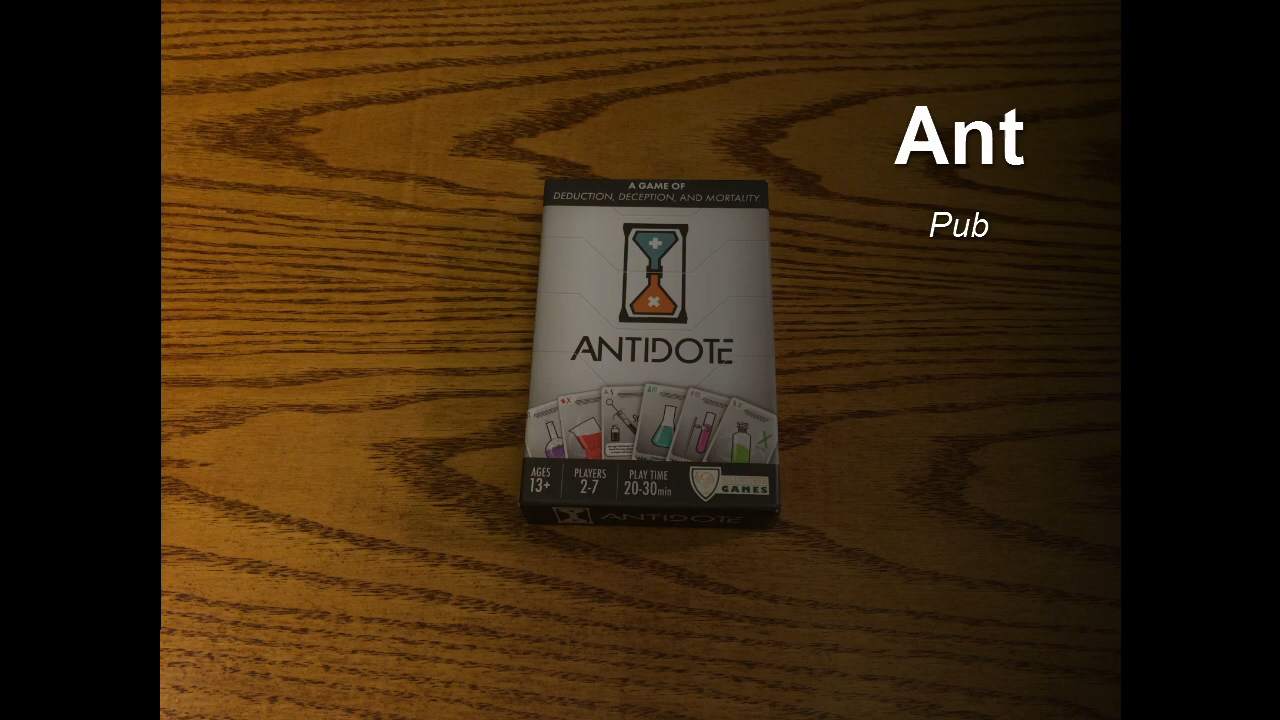 Ant
Pub
A GAME OF
DEDUCTION, DECEPTION, AND MORTALITY
ANTIDOTE
AGES
13+
PLAYERS
2-7
PLAY TIME
20-30min
GAMES
ANTIDOTE